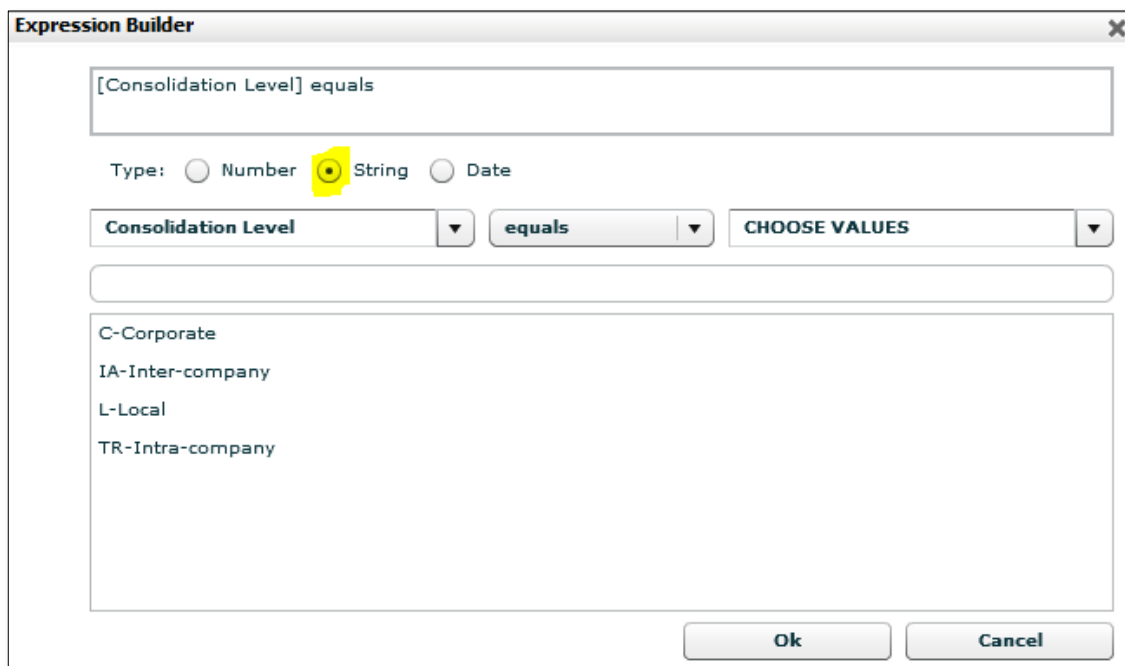 Expression Builder
[Consolidation Level] equals
Type: Number String Date
Consolidation Level equals CHOOSE VALUES
C-Corporate
IA-Inter-company
L-Local
TR-Intra-company
Ok Cancel